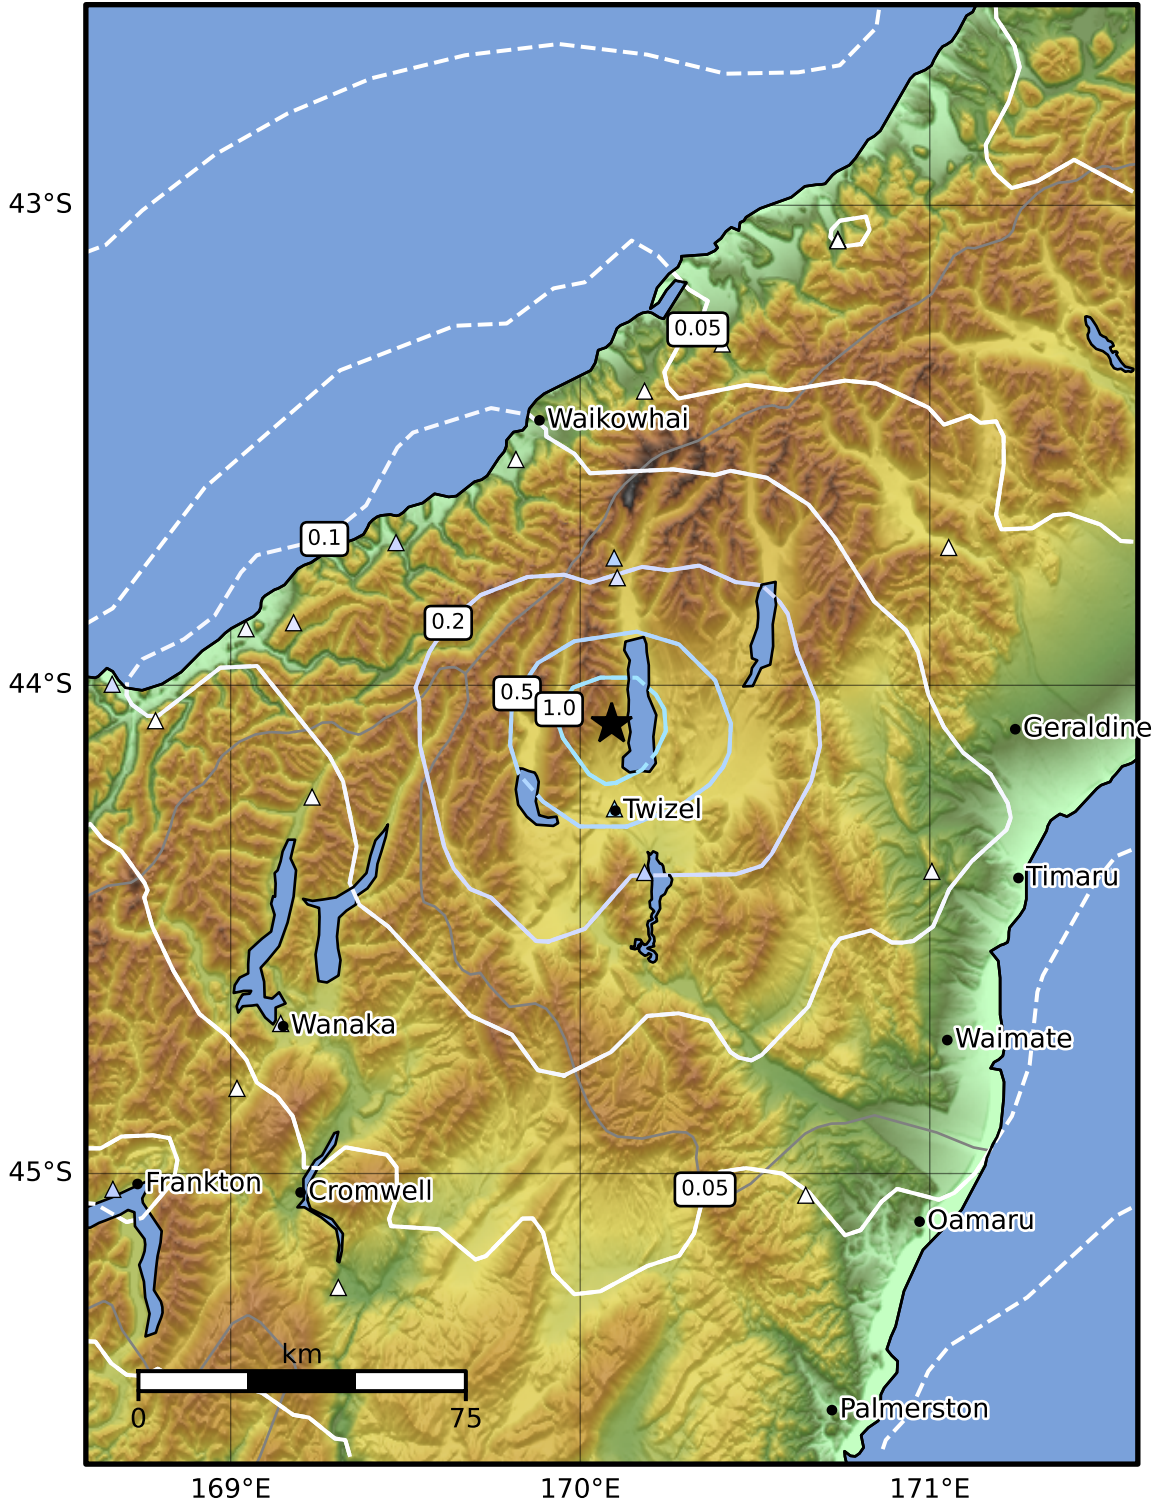 43°S
0.05
Waikowhai
0.1
0.2
44°S
0.5
1.0
Geraldine
Twizel
Timaru
Wanaka
Waimate
45°S
Frankton
Cromwell
0.05
Oamaru
km
0
75
Palmerston
169°E
170°E
171°E